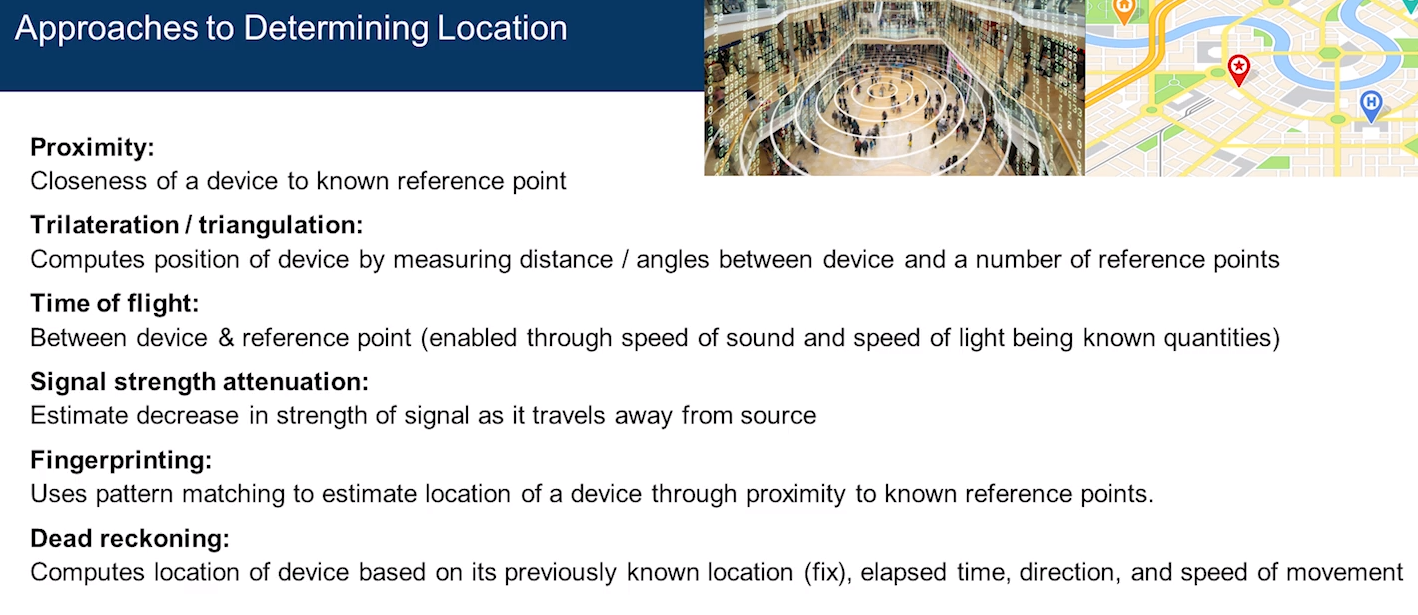 Approaches to Determining Location
Proximity:
Closeness of a device to known reference point
Trilateration / triangulation:
Computes position of device by measuring distance / angles between device and a number of reference points
Time of flight:
Between device & reference point (enabled through speed of sound and speed of light being known quantities)
Signal strength attenuation:
Estimate decrease in strength of signal as it travels away from source
Fingerprinting:
Uses pattern matching to estimate location of a device through proximity to known reference points.
Dead reckoning:
Computes location of device based on its previously known location (fix), elapsed time, direction, and speed of movement
H